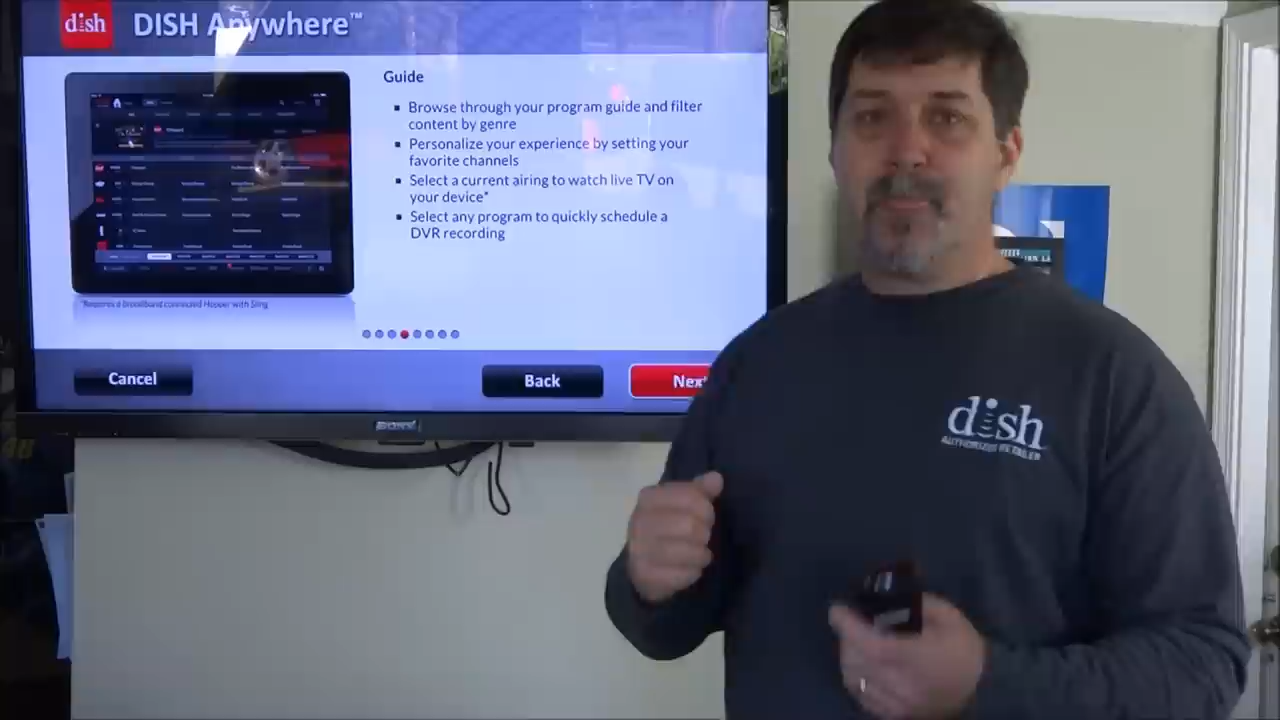 dish DISH Anywhere™
Guide
▪ Browse through your program guide and filter
content by genre
▪ Personalize your experience by setting your
favorite channels
▪ Select a current airing to watch live TV on
your device*
▪ Select any program to quickly schedule a
DVR recording
*Requires a broadband connected Hopper with Sling
Cancel
Back
Next
SONY
dish
AUTHORIZED RETAILER